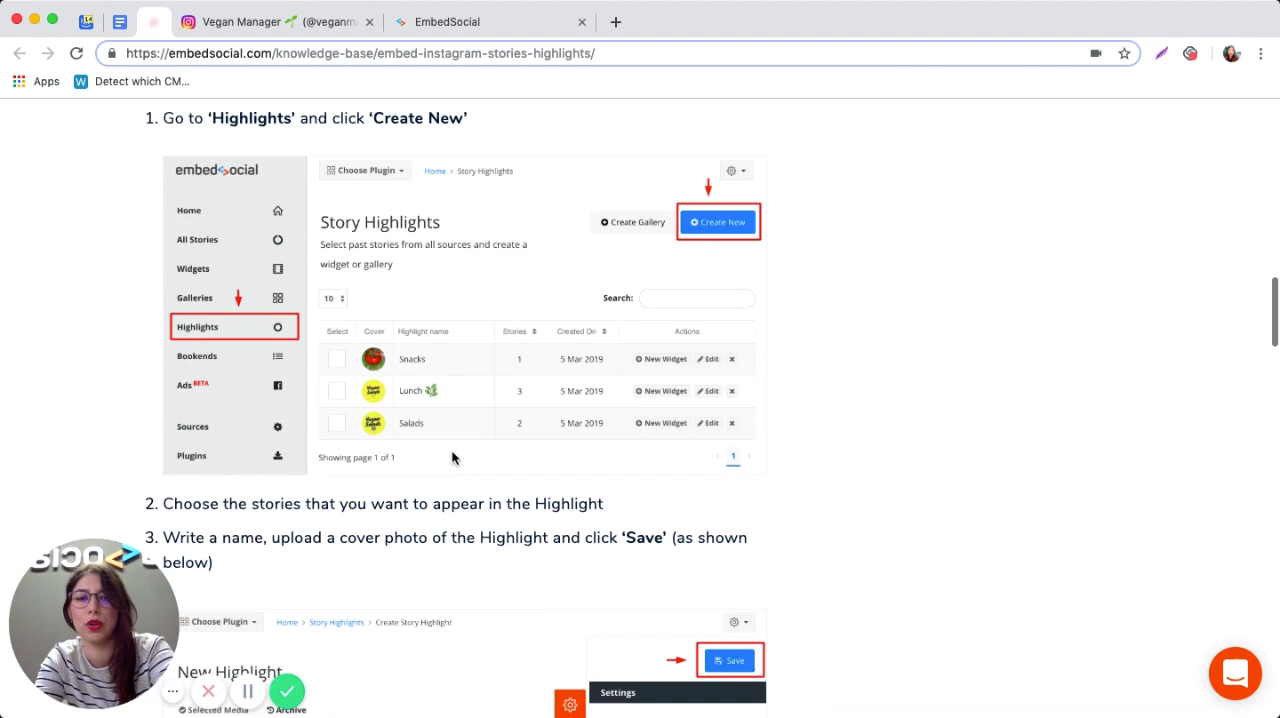 14
Vegan Manager 🌱 (@veganma
EmbedSocial
https://embedsocial.com/knowledge-base/embed-instagram-stories-highlights/
Apps
W Detect which CM...
1. Go to ‘Highlights’ and click ‘Create New’
embed<>ocial
Choose Plugin
Home > Story Highlights
Home
All Stories
Widgets
Galleries
Highlights
Bookends
Ads BETA
Sources
Plugins
Story Highlights
Create Gallery
Create New
Select past stories from all sources and create a
widget or gallery
10
Search:
Select Cover Highlight name Stories Created On Actions
Snacks 1 5 Mar 2019 New Widget Edit x
Lunch 🌿 3 5 Mar 2019 New Widget Edit x
Salads 2 5 Mar 2019 New Widget Edit x
Showing page 1 of 1
‹ 1 ›
2. Choose the stories that you want to appear in the Highlight
3. Write a name, upload a cover photo of the Highlight and click ‘Save’ (as shown
below)
Choose Plugin
Home > Story Highlights > Create Story Highlight
New Highlight
Save
Settings
Selected Media
Archive